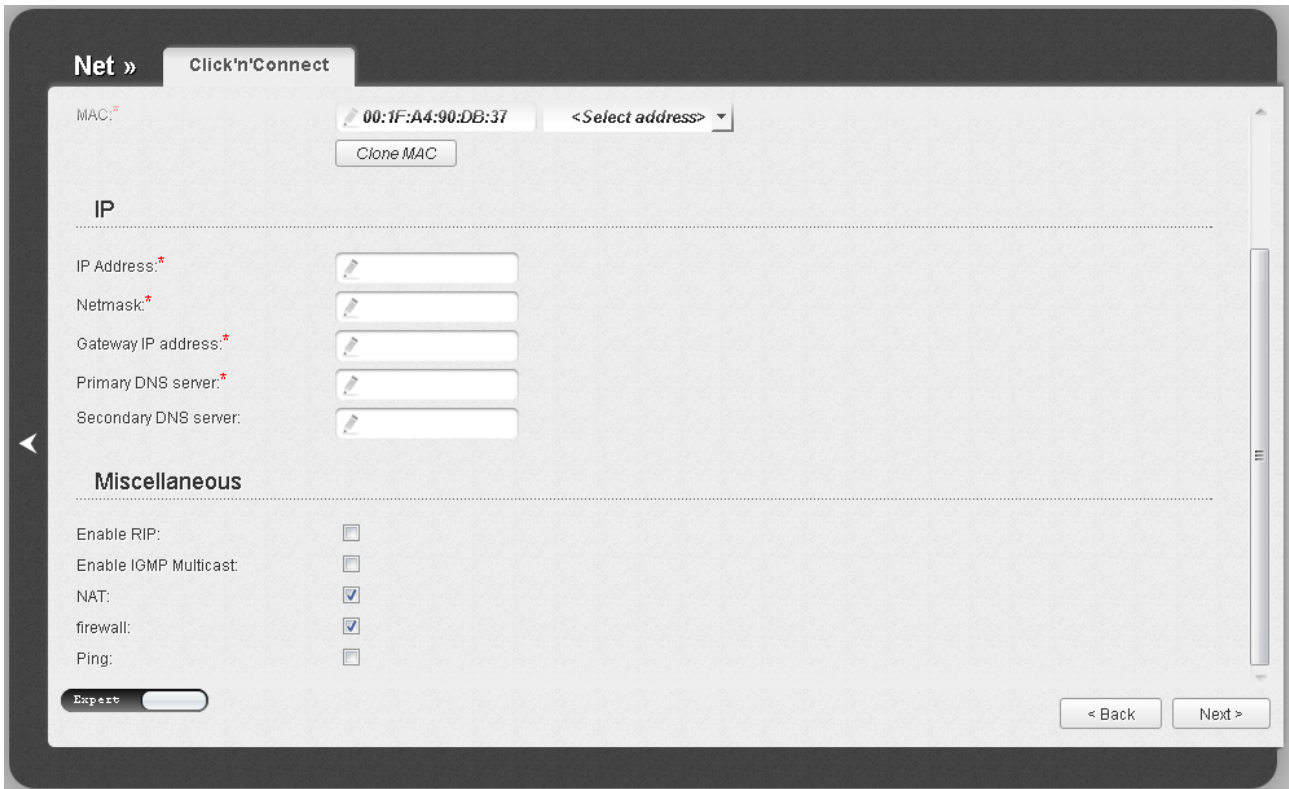 Net » Click'n'Connect
MAC:* 00:1F:A4:90:DB:37 <Select address>
Clone MAC
IP
IP Address:*
Netmask:*
Gateway IP address:*
Primary DNS server:*
Secondary DNS server:
Miscellaneous
Enable RIP:
Enable IGMP Multicast:
NAT:
firewall:
Ping:
Expert
< Back Next >